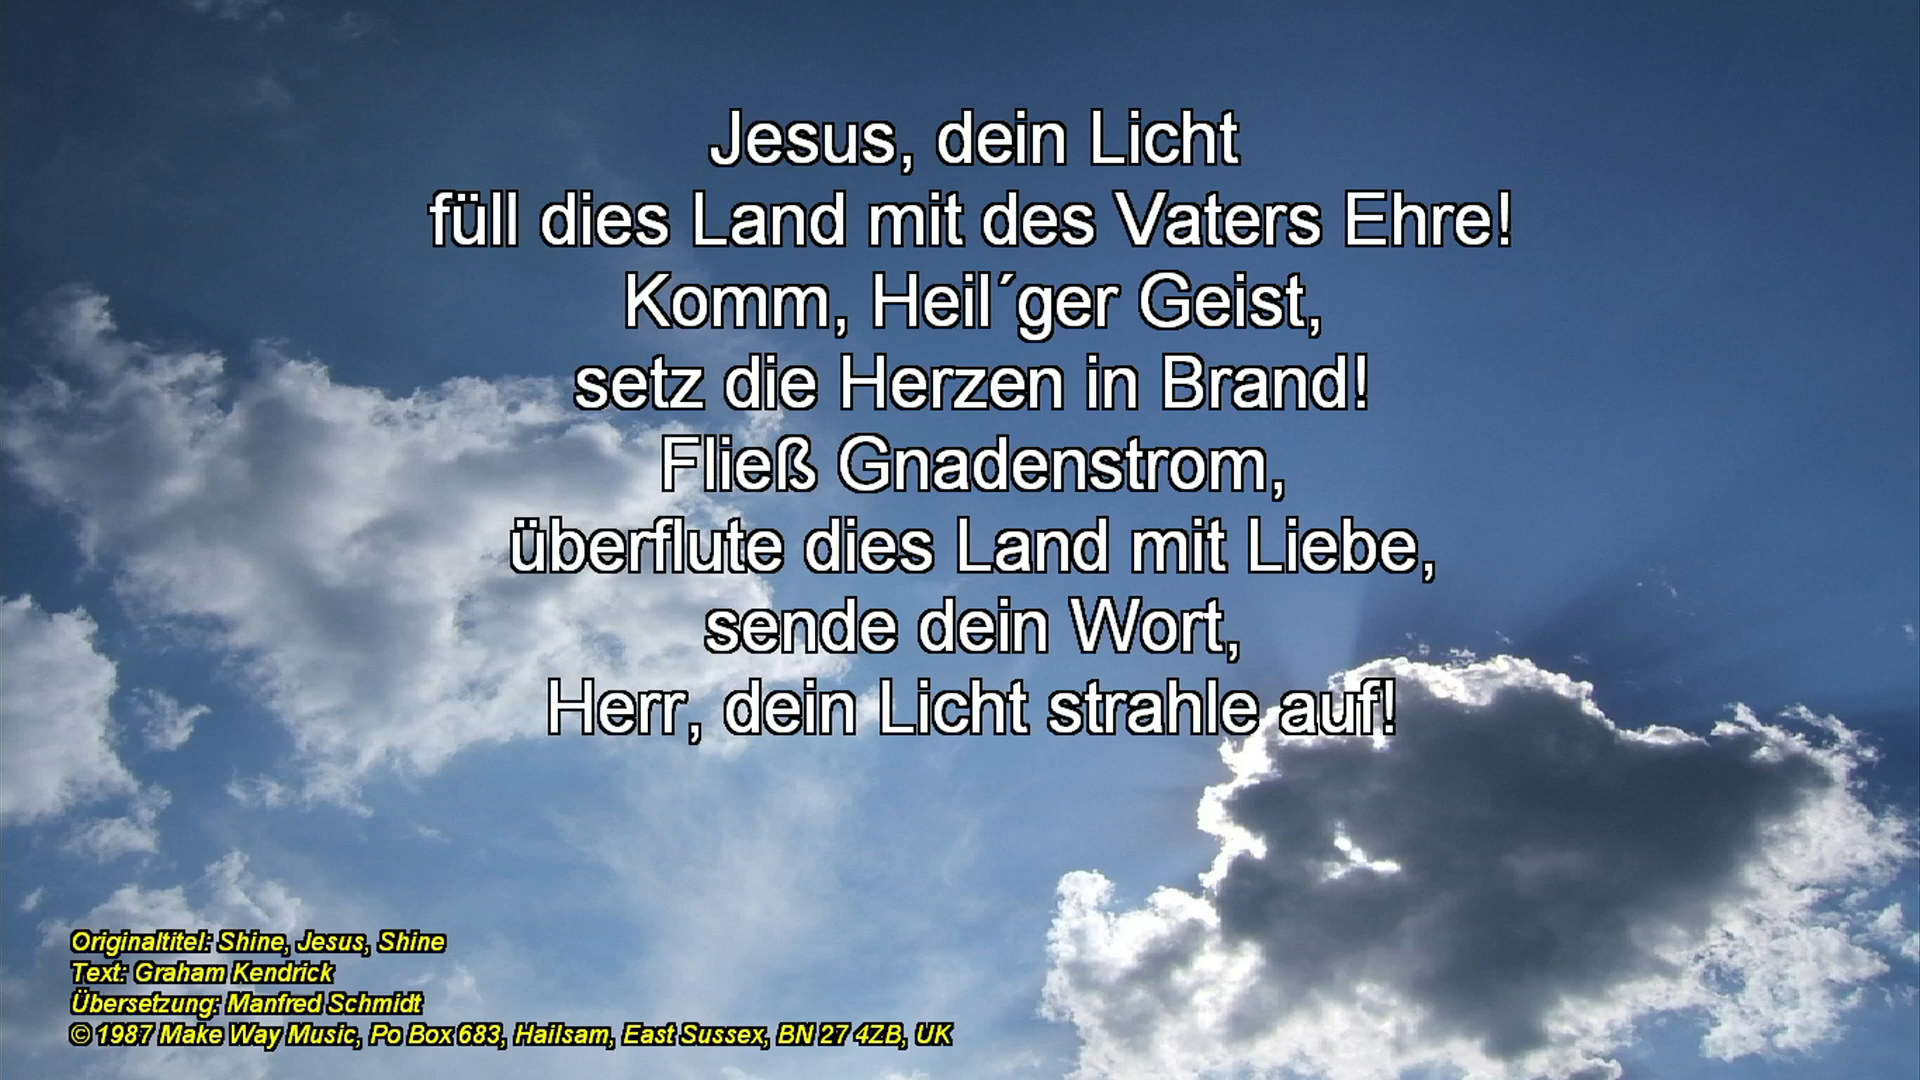 Jesus, dein Licht
füll dies Land mit des Vaters Ehre!
Komm, Heil´ger Geist,
setz die Herzen in Brand!
Fließ Gnadenstrom,
überflute dies Land mit Liebe,
sende dein Wort,
Herr, dein Licht strahle auf!
Originaltitel: Shine, Jesus, Shine
Text: Graham Kendrick
Übersetzung: Manfred Schmidt
© 1987 Make Way Music, Po Box 683, Hailsam, East Sussex, BN 27 4ZB, UK